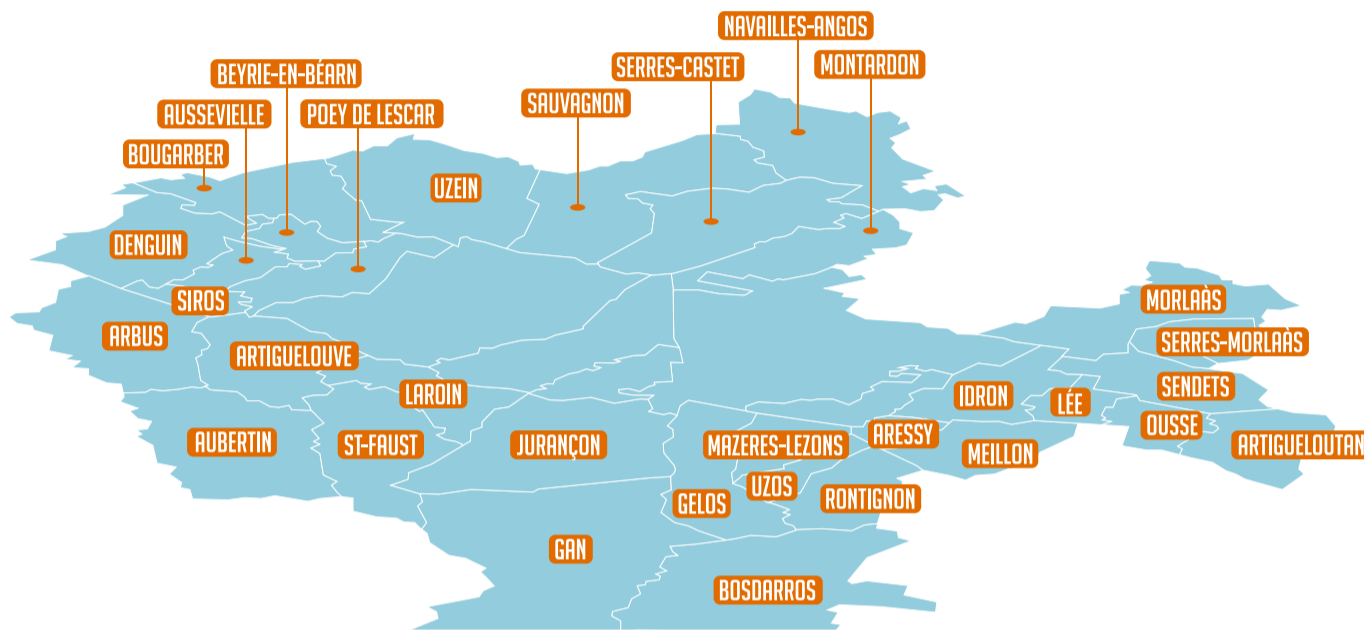 NAVAILLES-ANGOS
SERRES-CASTET
MONTARDON
BEYRIE-EN-BÉARN
SAUVAGNON
AUSSEVIELLE
POEY DE LESCAR
BOUGARBER
UZEIN
DENGUIN
SIROS
MORLAÀS
ARBUS
SERRES-MORLAÀS
ARTIGUELOUVE
LAROIN
IDRON
LÉE
SENDETS
AUBERTIN
ST-FAUST
JURANÇON
MAZERES-LEZONS
ARESSY
MEILLON
OUSSE
ARTIGUELOUTAN
UZOS
GELOS
RONTIGNON
GAN
BOSDARROS